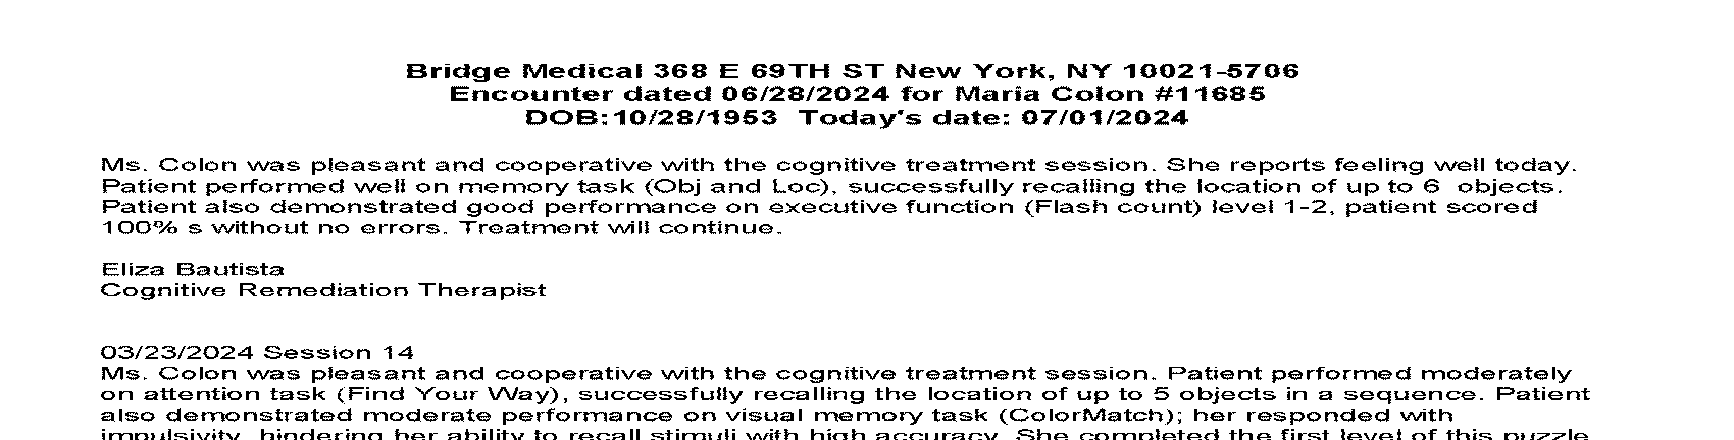 Bridge Medical 368 E 69TH ST New York, NY 10021-5706
Encounter dated 06/28/2024 for Maria Colon #11685
DOB:10/28/1953  Today's date: 07/01/2024
Ms. Colon was pleasant and cooperative with the cognitive treatment session. She reports feeling well today.
Patient performed well on memory task (Obj and Loc), successfully recalling the location of up to 6  objects.
Patient also demonstrated good performance on executive function (Flash count) level 1-2, patient scored
100% s without no errors. Treatment will continue.
Eliza Bautista
Cognitive Remediation Therapist
03/23/2024 Session 14
Ms. Colon was pleasant and cooperative with the cognitive treatment session. Patient performed moderately
on attention task (Find Your Way), successfully recalling the location of up to 5 objects in a sequence. Patient
also demonstrated moderate performance on visual memory task (ColorMatch); her responded with
impulsivity, hindering her ability to recall stimuli with high accuracy. She completed the first level of this puzzle